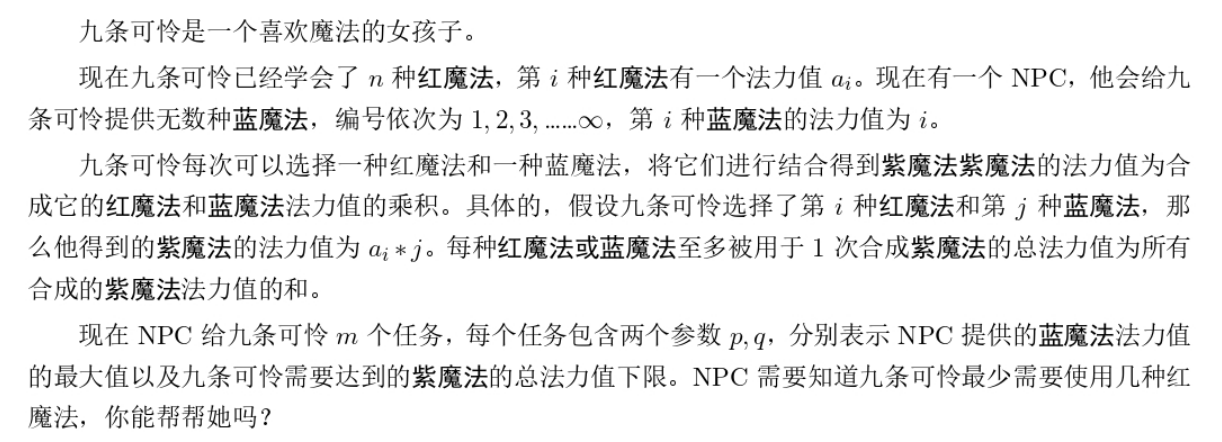 九条可怜是一个喜欢魔法的女孩子。
现在九条可怜已经学会了 n 种红魔法，第 i 种红魔法有一个法力值 aᵢ。现在有一个 NPC，他会给九
条可怜提供无数种蓝魔法，编号依次为 1, 2, 3, ......∞，第 i 种蓝魔法的法力值为 i。
九条可怜每次可以选择一种红魔法和一种蓝魔法，将它们进行结合得到紫魔法紫魔法的法力值为合
成它的红魔法和蓝魔法法力值的乘积。具体的，假设九条可怜选择了第 i 种红魔法和第 j 种蓝魔法，那
么他得到的紫魔法的法力值为 aᵢ * j。每种红魔法或蓝魔法至多被用于 1 次合成紫魔法的总法力值为所有
合成的紫魔法法力值的和。
现在 NPC 给九条可怜 m 个任务，每个任务包含两个参数 p, q，分别表示 NPC 提供的蓝魔法法力值
的最大值以及九条可怜需要达到的紫魔法的总法力值下限。NPC 需要知道九条可怜最少需要使用几种红
魔法，你能帮帮她吗？